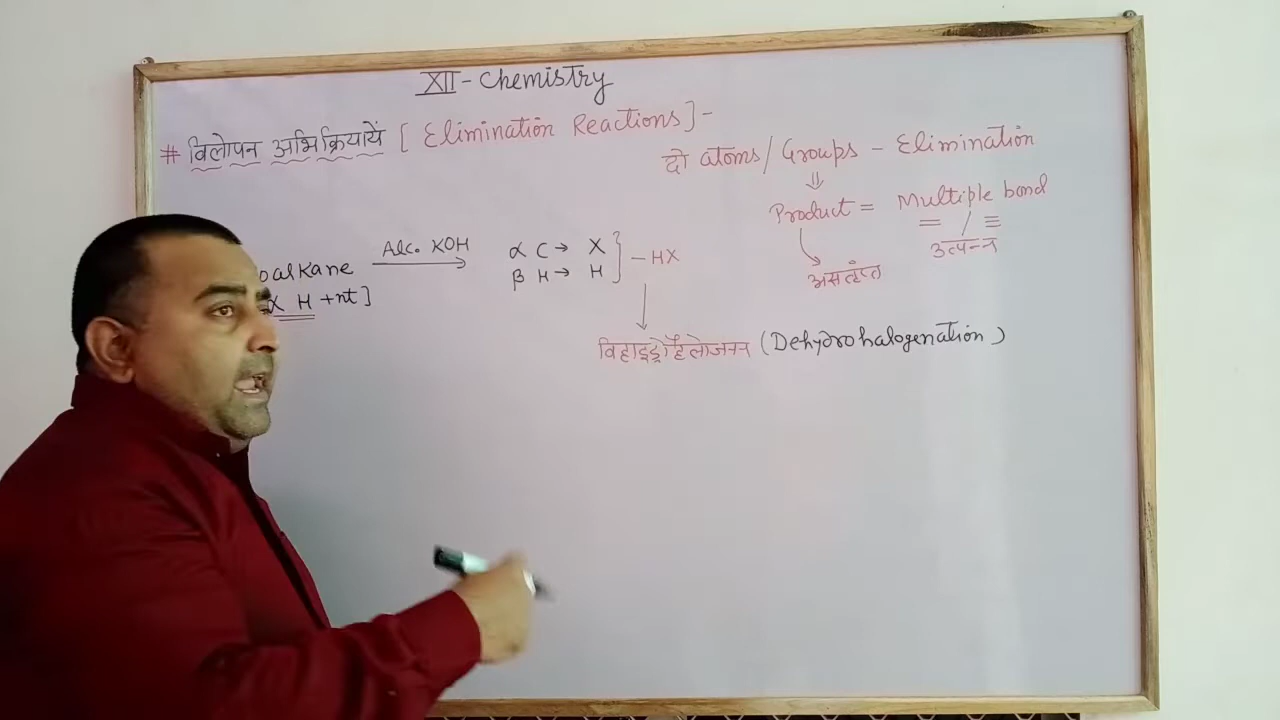 XII - Chemistry
# विलोपन अभिक्रियायें [ Elimination Reactions ] -
दो atoms / Groups - Elimination
⇓
Product = Multiple bond
= / ≡
उत्पन्न
असतृंप्त
oalkane Alc. KOH → α C → X
H + nt ] β H → H } - HX
विहाइड्रोहैलोजनन (Dehydrohalogenation)